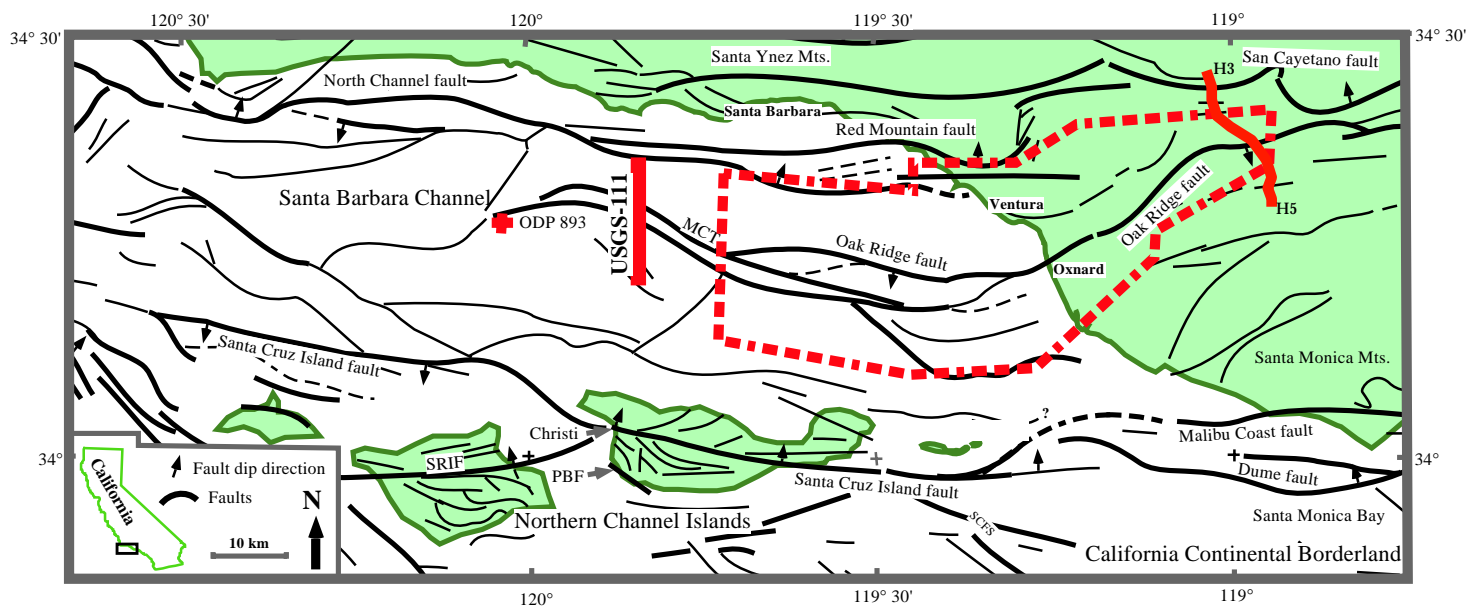 120° 30'
120°
119° 30'
119°
34° 30'
34° 30'
Santa Ynez Mts.
San Cayetano fault
H3
North Channel fault
Santa Barbara
Red Mountain fault
Santa Barbara Channel
ODP 893
USGS-111
MCT
Ventura
Oak Ridge fault
H5
Oak Ridge fault
Oxnard
Santa Cruz Island fault
Santa Monica Mts.
?
Christi
Malibu Coast fault
34°
34°
SRIF
PBF
Santa Cruz Island fault
Dume fault
California
Fault dip direction
Faults
N
10 km
Northern Channel Islands
SCFS
Santa Monica Bay
California Continental Borderland
120°
119° 30'
119°